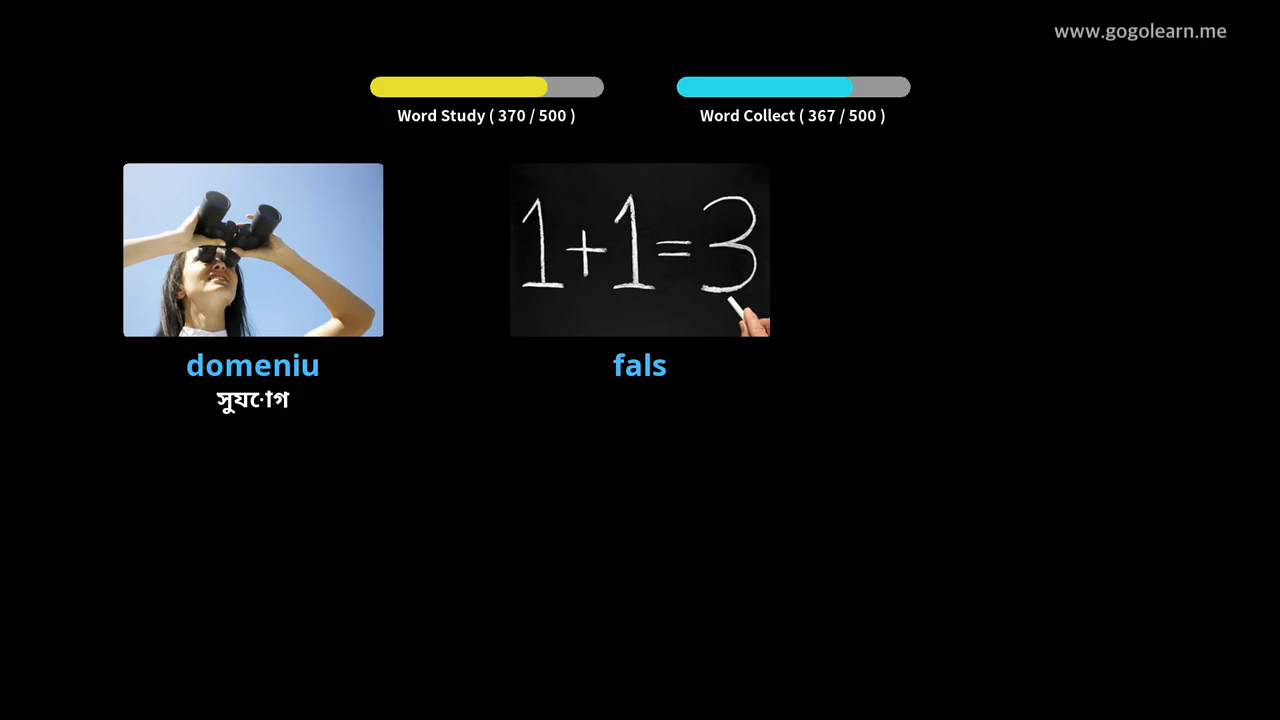 www.gogolearn.me
Word Study ( 370 / 500 )
Word Collect ( 367 / 500 )
1+1=3
domeniu
fals
সুযোগ